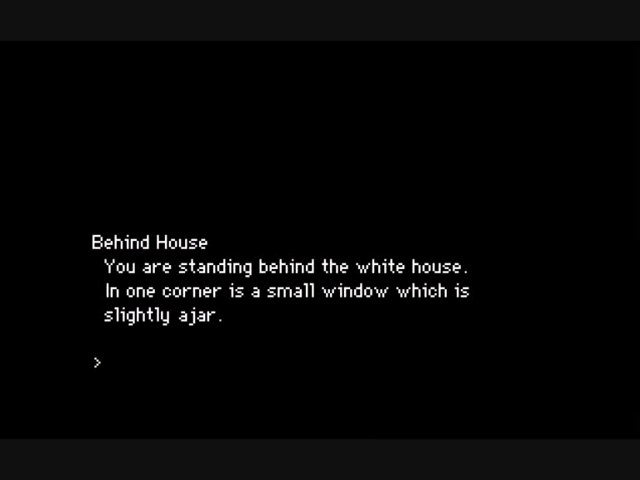 Behind House
You are standing behind the white house.
In one corner is a small window which is
slightly ajar.
>